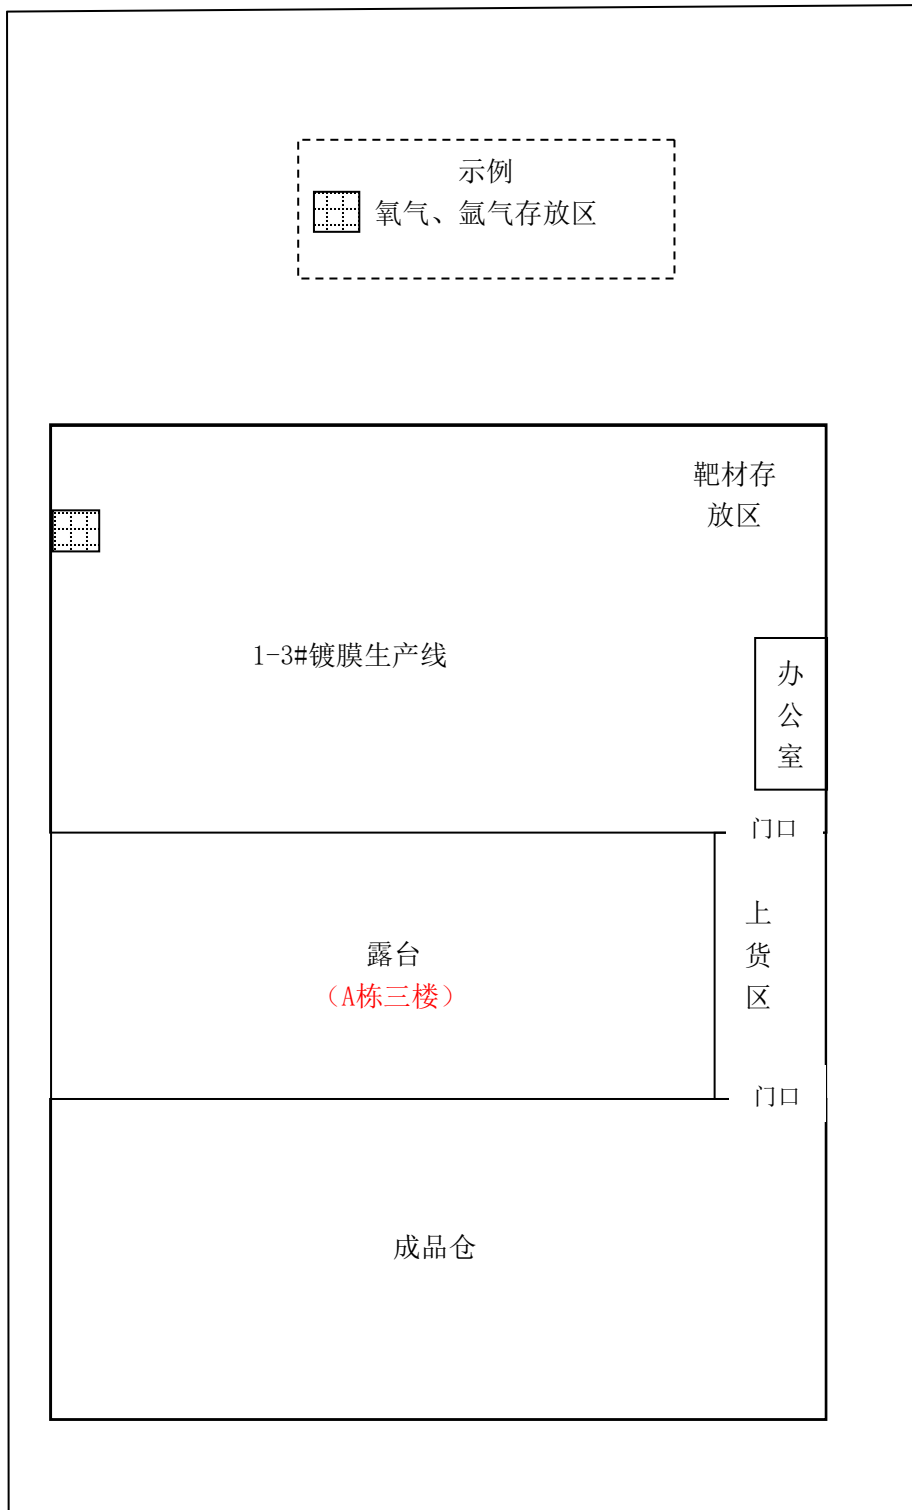 示例
氧气、氩气存放区
靶材存
放区
1-3#镀膜生产线
办
公
室
门口
上
货
区
露台
（A栋三楼）
门口
成品仓